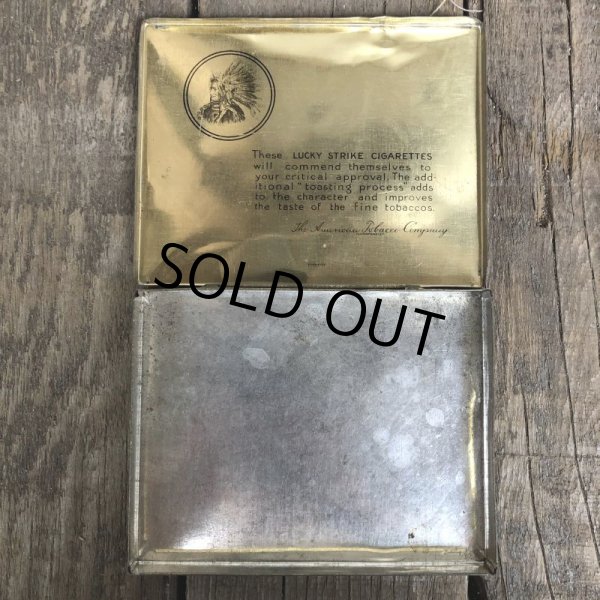 These LUCKY STRIKE CIGARETTES
will commend themselves to
your critical approval. The add-
itional "toasting process" adds
to the character and improves
the taste of the fine tobaccos.
The American Tobacco Company
SOLD OUT